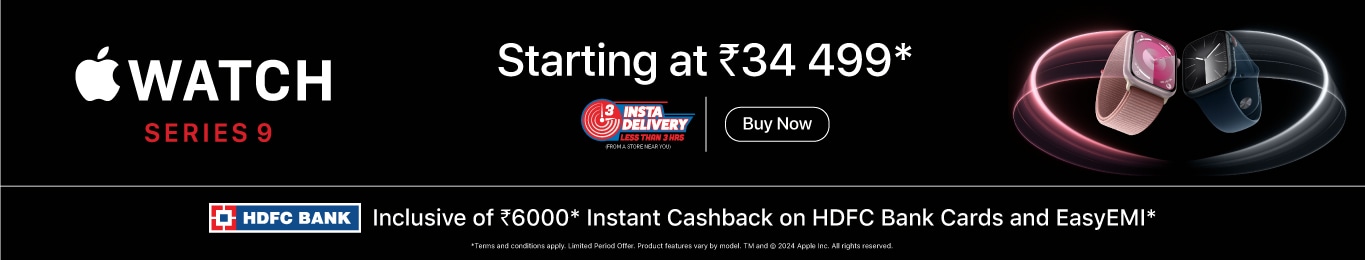 WATCH
SERIES 9
Starting at ₹34 499*
3 INSTA
DELIVERY
LESS THAN 3 HRS
(FROM A STORE NEAR YOU)
Buy Now
HDFC BANK Inclusive of ₹6000* Instant Cashback on HDFC Bank Cards and EasyEMI*
*Terms and conditions apply. Limited Period Offer. Product features vary by model. TM and © 2024 Apple Inc. All rights reserved.